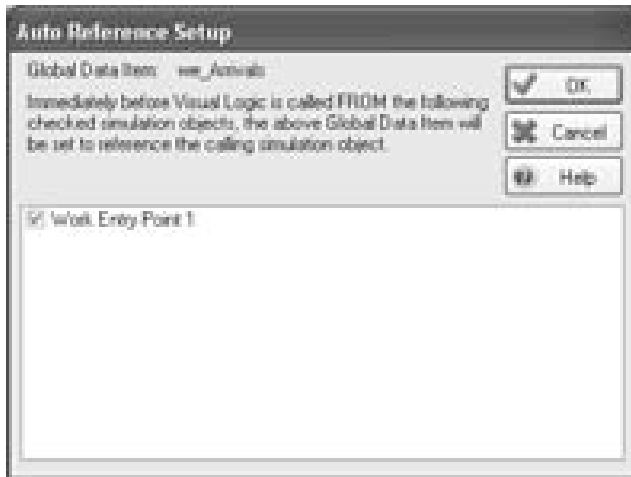 Auto Reference Setup
Global Data Item: we_Arrivals
Immediately before Visual Logic is called FROM the following
checked simulation objects, the above Global Data Item will
be set to reference the calling simulation object.
OK
Cancel
Help
Work Entry Point 1